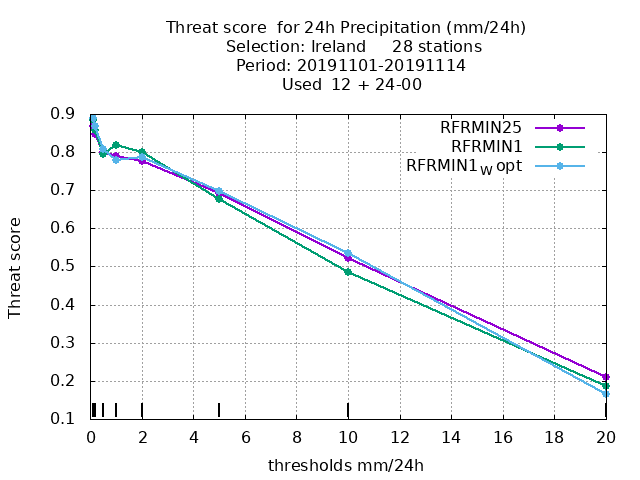 Threat score  for 24h Precipitation (mm/24h)
Selection: Ireland     28 stations
Period: 20191101-20191114
Used  12 + 24-00
RFRMIN25
RFRMIN1
RFRMIN1W opt
Threat score
0.9
0.8
0.7
0.6
0.5
0.4
0.3
0.2
0.1
0 2 4 6 8 10 12 14 16 18 20
thresholds mm/24h